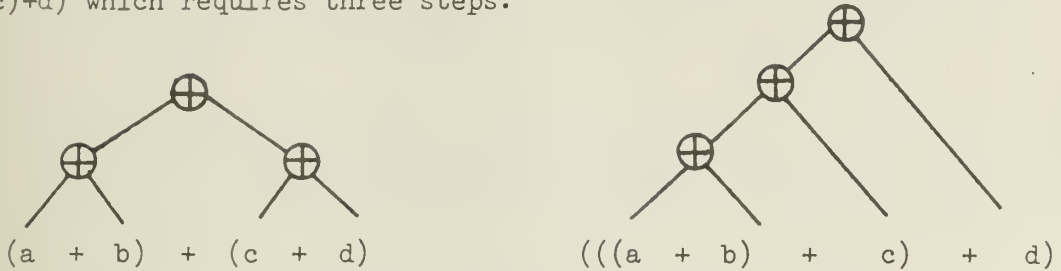 c)+d) which requires three steps.
(a + b) + (c + d) (((a + b) + c) + d)